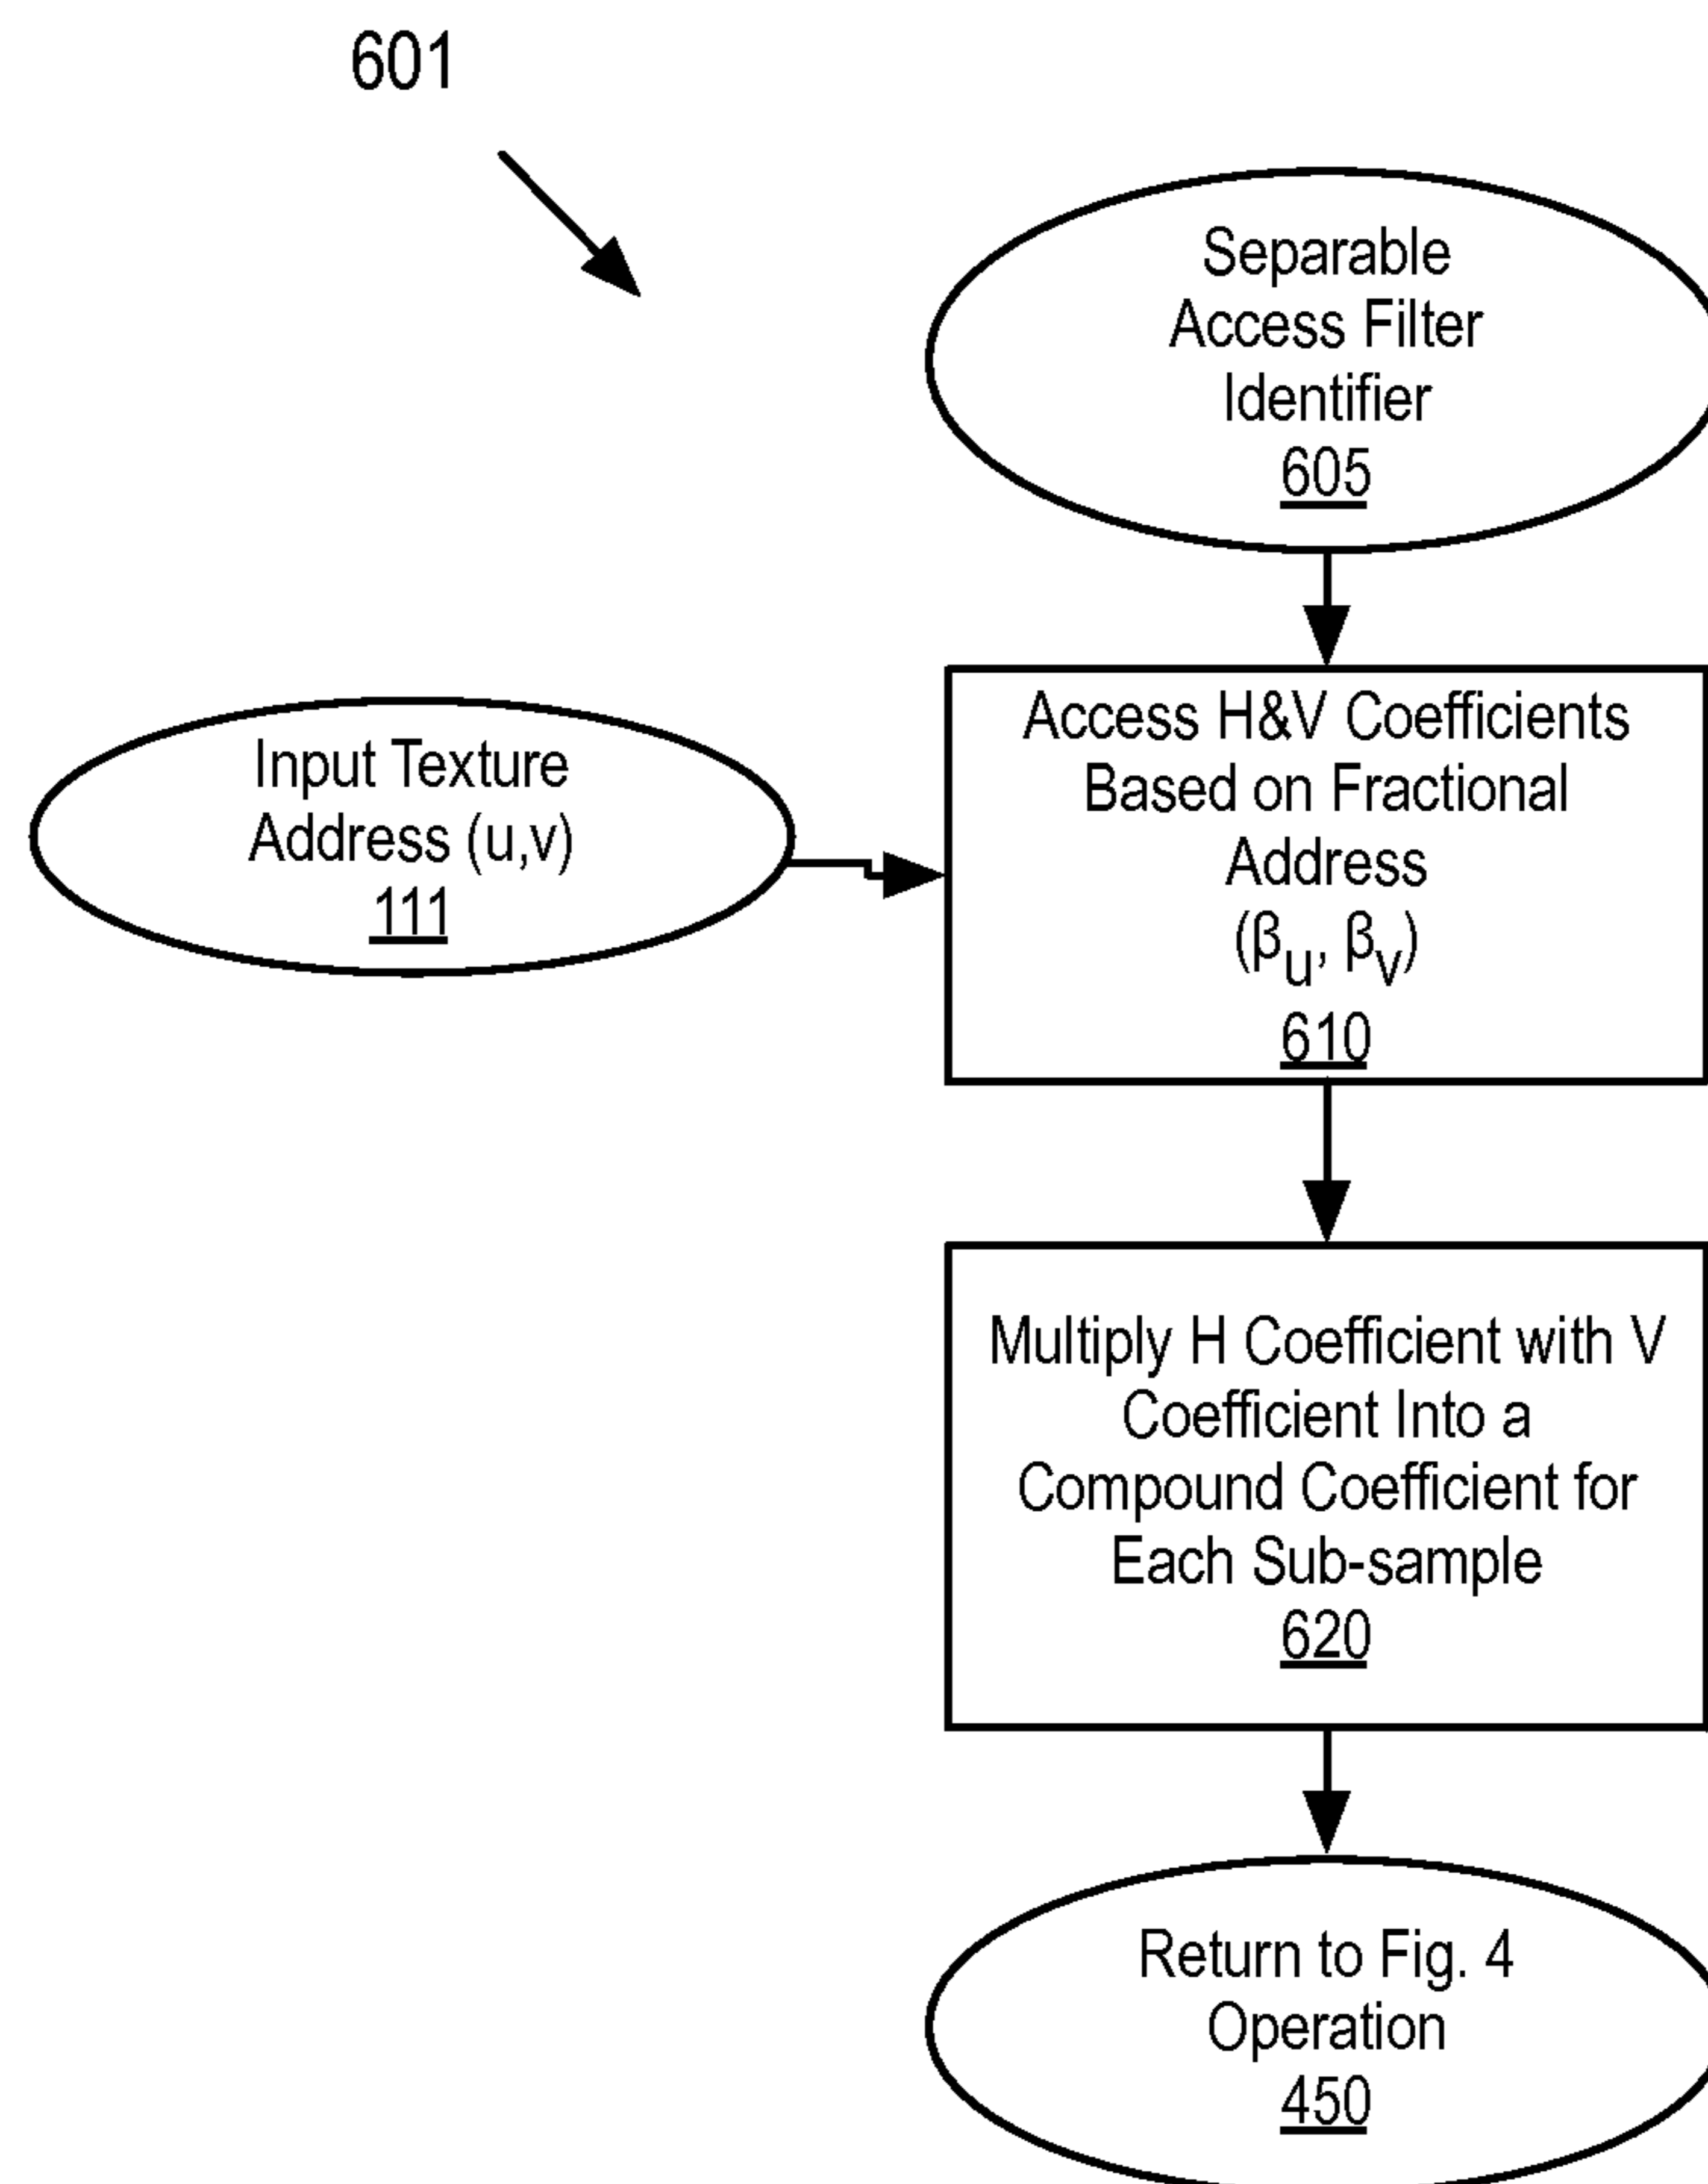 601
Separable
Access Filter
Identifier
605
Input Texture
Address (u,v)
111
Access H&V Coefficients
Based on Fractional
Address
(βu, βv)
610
Multiply H Coefficient with V
Coefficient Into a
Compound Coefficient for
Each Sub-sample
620
Return to Fig. 4
Operation
450